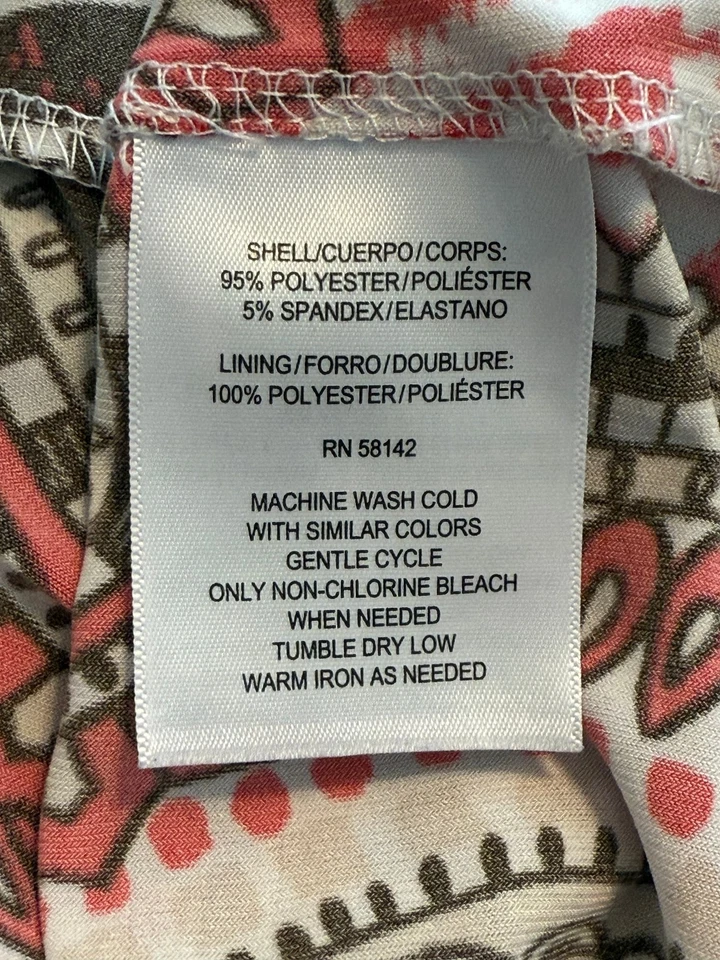 SHELL/CUERPO/CORPS:
95% POLYESTER/POLIÉSTER
5% SPANDEX/ELASTANO
LINING/FORRO/DOUBLURE:
100% POLYESTER/POLIÉSTER
RN 58142
MACHINE WASH COLD
WITH SIMILAR COLORS
GENTLE CYCLE
ONLY NON-CHLORINE BLEACH
WHEN NEEDED
TUMBLE DRY LOW
WARM IRON AS NEEDED